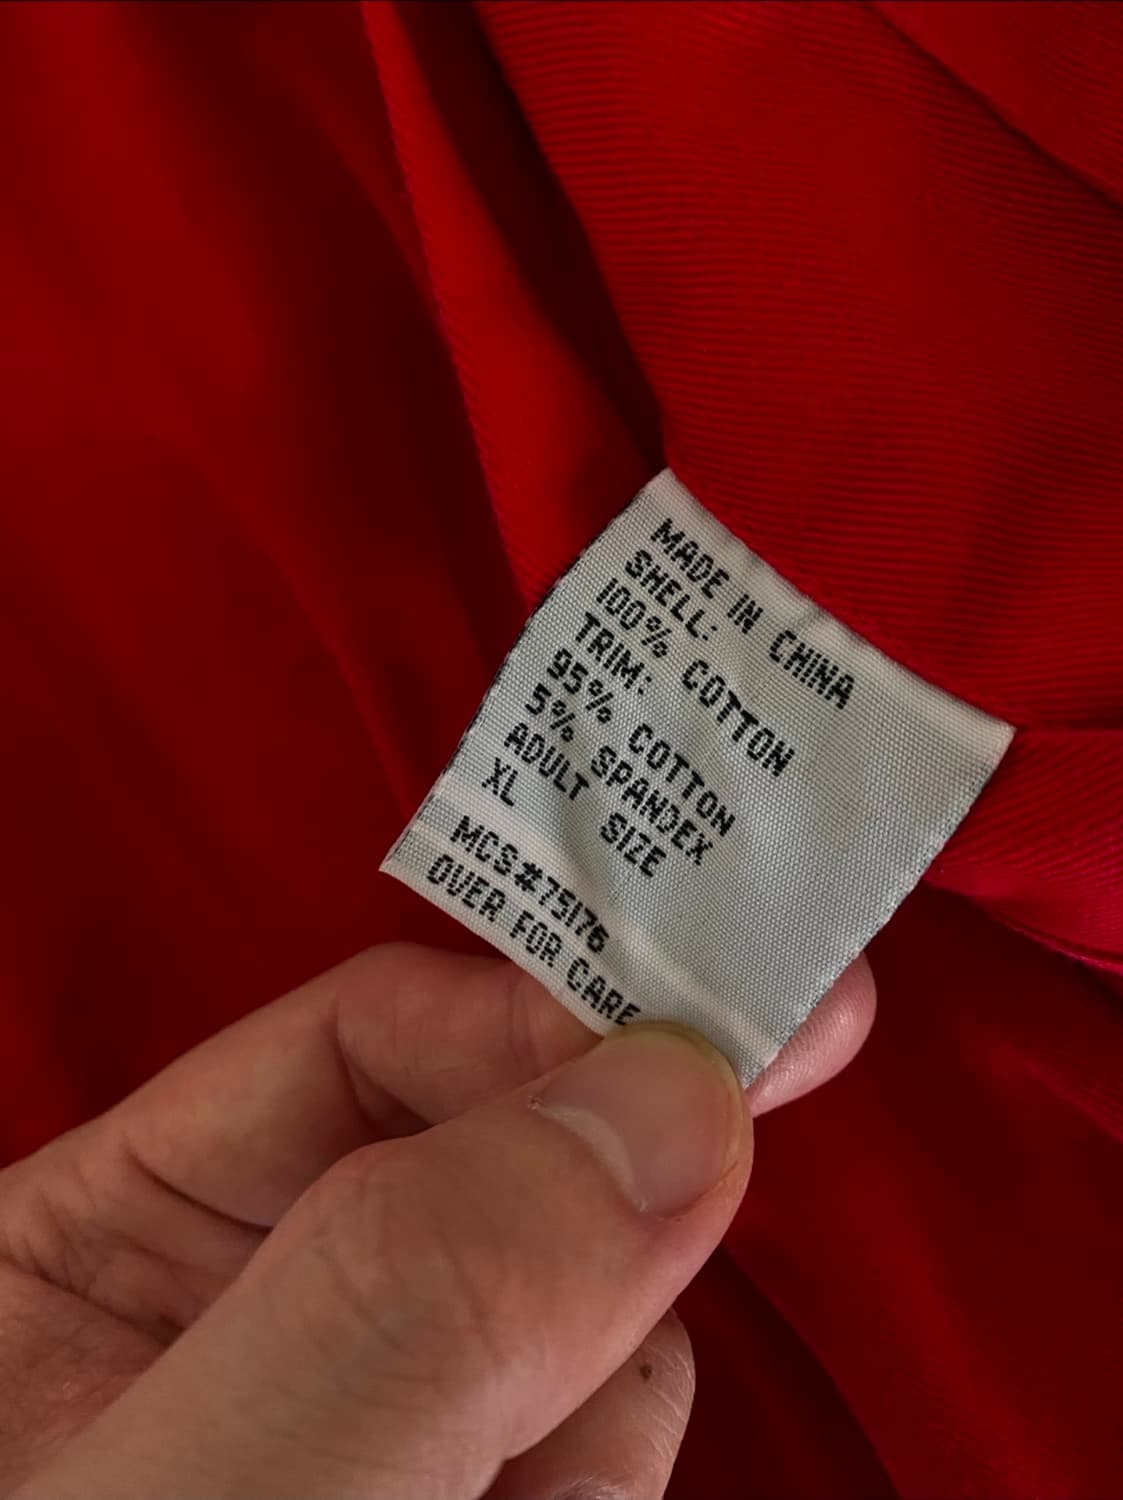 MADE IN CHINA
SHELL:
100% COTTON
TRIM:
95% COTTON
5% SPANDEX
ADULT SIZE
XL
MCS#75176
OVER FOR CARE